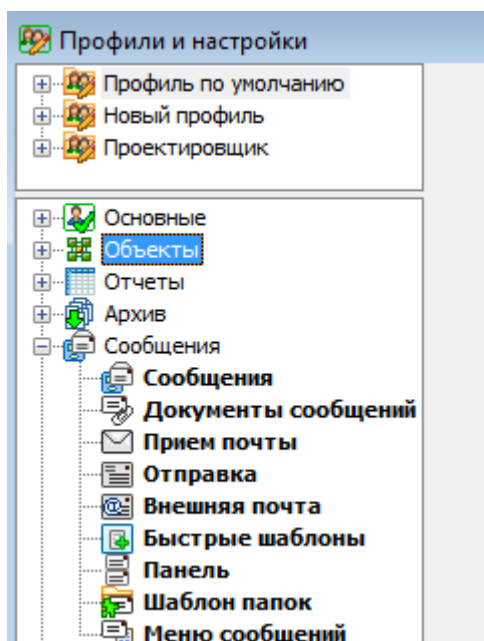 Профили и настройки
Профиль по умолчанию
Новый профиль
Проектировщик
Основные
Объекты
Отчеты
Архив
Сообщения
Сообщения
Документы сообщений
Прием почты
Отправка
Внешняя почта
Быстрые шаблоны
Панель
Шаблон папок
Меню сообщений